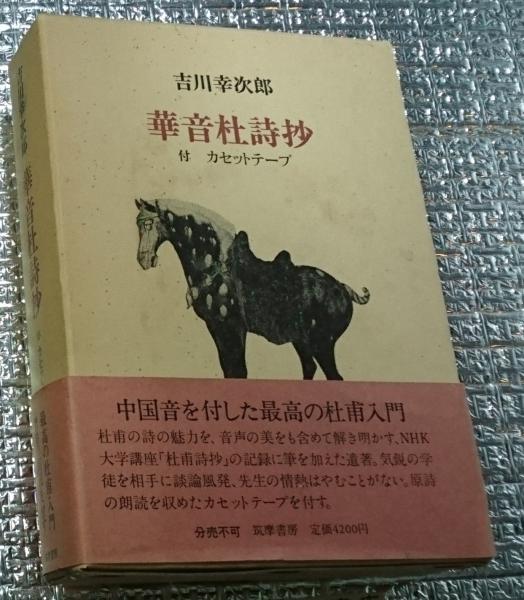 吉川幸次郎
華音杜詩抄
付 カセットテープ
中国音を付した最高の杜甫入門
杜甫の詩の魅力を、音声の美をも含めて解き明かす、NHK
大学講座「杜甫詩抄」の記録に筆を加えた遺著。気鋭の学
徒を相手に談論風発、先生の情熱はやむことがない。原詩
の朗読を収めたカセットテープを付す。
分売不可 筑摩書房 定価4200円
吉川幸次郎
華音杜詩抄
最高の杜甫入門